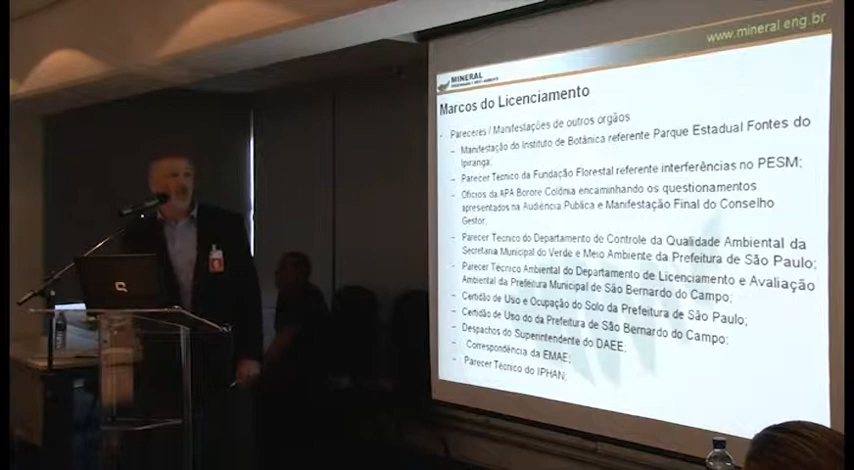 www.mineral.eng.br
MINERAL
Marcos do Licenciamento
- Pareceres / Manifestações de outros orgãos
– Manifestação do Instituto de Botânica referente Parque Estadual Fontes do
Ipiranga;
– Parecer Técnico da Fundação Florestal referente interferências no PESM;
– Ofícios da APA Bororé Colônia encaminhando os questionamentos
apresentados na Audiência Publica e Manifestação Final do Conselho
Gestor;
– Parecer Técnico do Departamento de Controle da Qualidade Ambiental da
Secretaria Municipal do Verde e Meio Ambiente da Prefeitura de São Paulo;
– Parecer Técnico Ambiental do Departamento de Licenciamento e Avaliação
Ambiental da Prefeitura Municipal de São Bernardo do Campo;
– Certidão de Uso e Ocupação do Solo da Prefeitura de São Paulo;
– Certidão de Uso do da Prefeitura de São Bernardo do Campo;
– Despachos do Superintendente do DAEE;
– Correspondência da EMAE;
– Parecer Técnico do IPHAN;